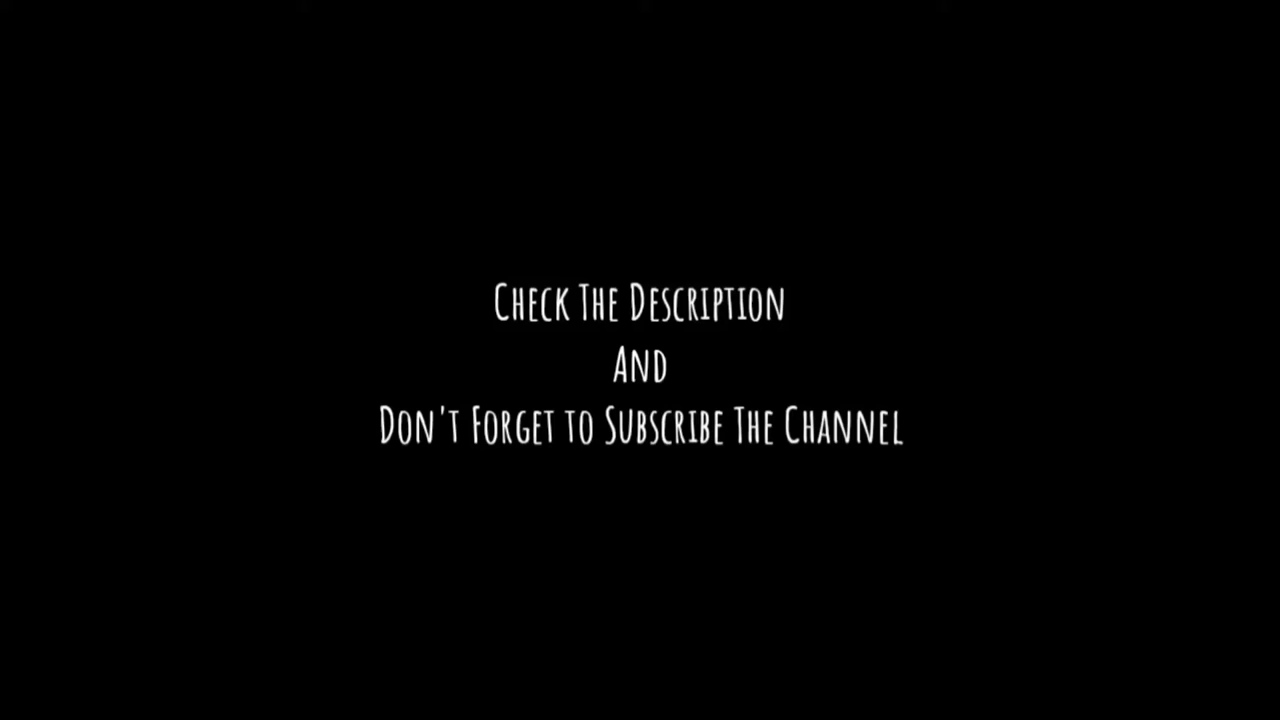 Check The Description
And
Don't Forget to Subscribe The Channel